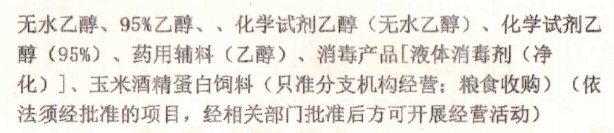 无水乙醇、95%乙醇、、化学试剂乙醇（无水乙醇）、化学试剂乙
醇（95%）、药用辅料（乙醇）、消毒产品[液体消毒剂（净
化）]、玉米酒精蛋白饲料（只准分支机构经营；粮食收购）（依
法须经批准的项目，经相关部门批准后方可开展经营活动）